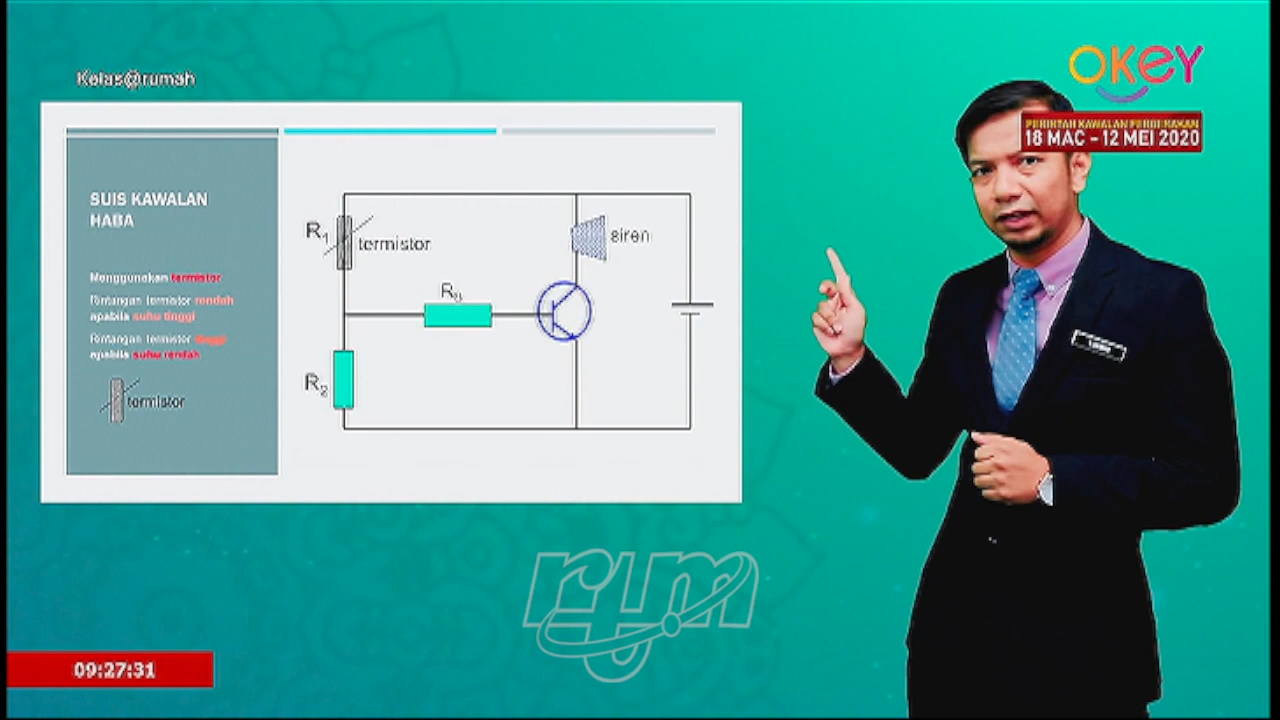 OKEY
Kelas@rumah
PERINTAH KAWALAN PERGERAKAN
18 MAC - 12 MEI 2020
SUIS KAWALAN
HABA
Menggunakan termistor
Rintangan termistor rendah
apabila suhu tinggi
Rintangan termistor tinggi
apabila suhu rendah
termistor
R1
termistor
siren
RB
R2
rtm
09:27:31